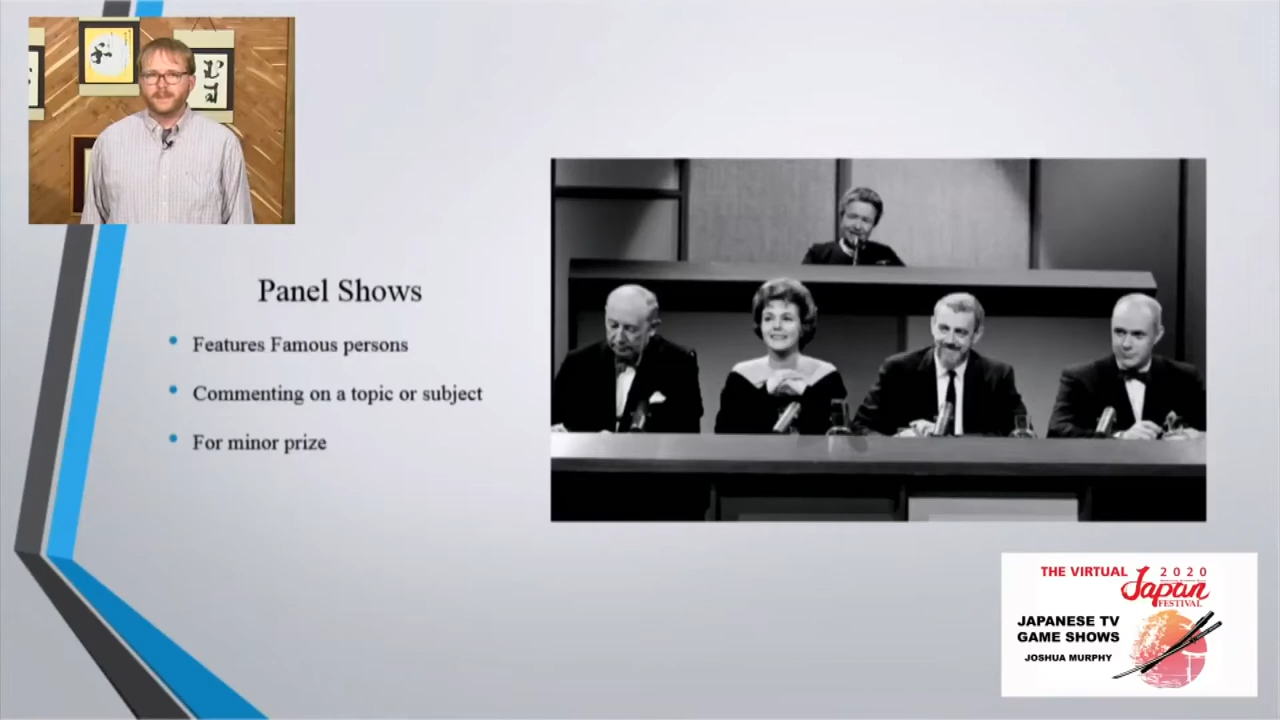 Panel Shows
Features Famous persons
Commenting on a topic or subject
For minor prize
THE VIRTUAL 2020
Japan
FESTIVAL
JAPANESE TV
GAME SHOWS
JOSHUA MURPHY